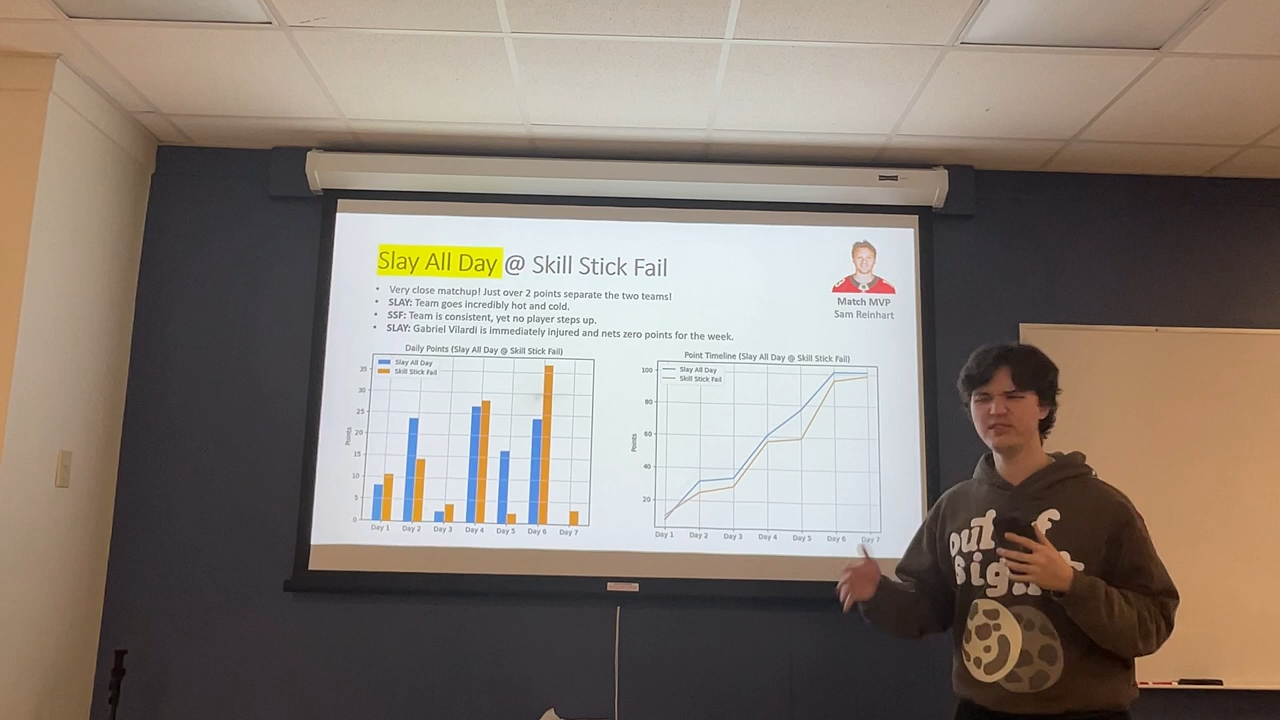 Slay All Day @ Skill Stick Fail
• Very close matchup! Just over 2 points separate the two teams!
• SLAY: Team goes incredibly hot and cold.
• SSF: Team is consistent, yet no player steps up.
• SLAY: Gabriel Vilardi is immediately injured and nets zero points for the week.
Match MVP
Sam Reinhart
Daily Points (Slay All Day @ Skill Stick Fail)
Slay All Day
Skill Stick Fail
Points
35
30
25
20
15
10
5
0
Day 1 Day 2 Day 3 Day 4 Day 5 Day 6 Day 7
Point Timeline (Slay All Day @ Skill Stick Fail)
Slay All Day
Skill Stick Fail
Points
100
80
60
40
20
Day 1 Day 2 Day 3 Day 4 Day 5 Day 6 Day 7